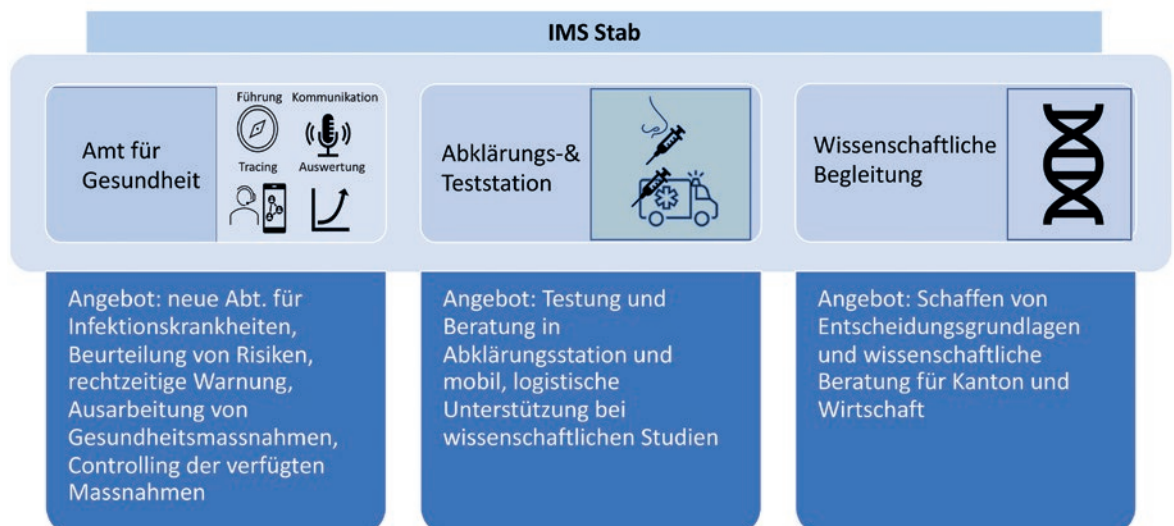 IMS Stab
Amt für
Gesundheit
Führung Kommunikation
Tracing Auswertung
Abklärungs-&
Teststation
Wissenschaftliche
Begleitung
Angebot: neue Abt. für
Infektionskrankheiten,
Beurteilung von Risiken,
rechtzeitige Warnung,
Ausarbeitung von
Gesundheitsmassnahmen,
Controlling der verfügten
Massnahmen
Angebot: Testung und
Beratung in
Abklärungsstation und
mobil, logistische
Unterstützung bei
wissenschaftlichen Studien
Angebot: Schaffen von
Entscheidungsgrundlagen
und wissenschaftliche
Beratung für Kanton und
Wirtschaft